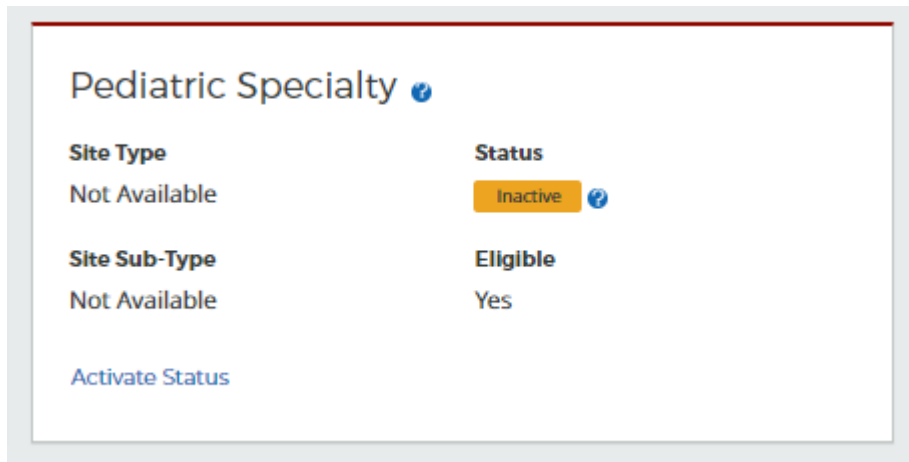 Pediatric Specialty
Site Type
Status
Not Available
Inactive
Site Sub-Type
Eligible
Not Available
Yes
Activate Status